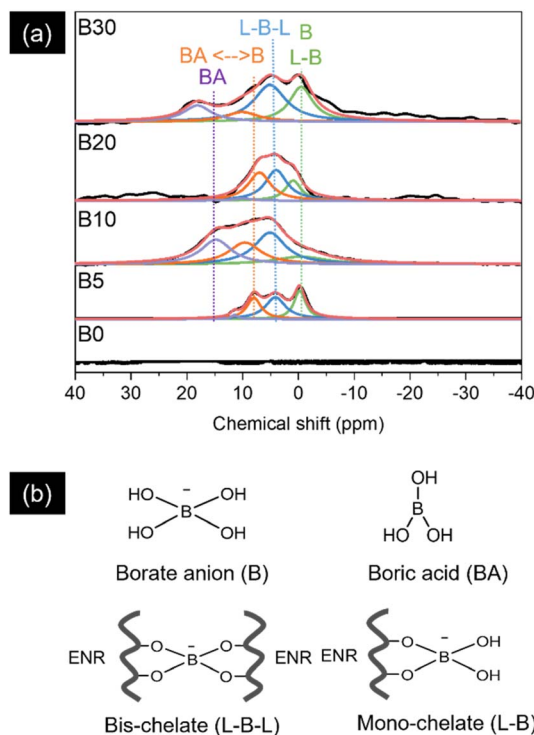 (a)
B30
L-B-L
B
BA <-->B
L-B
BA
B20
B10
B5
B0
40 30 20 10 0 -10 -20 -30 -40
Chemical shift (ppm)
(b)
HO − OH
B
HO OH
Borate anion (B)
OH
B
HO OH
Boric acid (BA)
ENR O − O ENR
B
O O
Bis-chelate (L-B-L)
ENR O − OH
B
O OH
Mono-chelate (L-B)